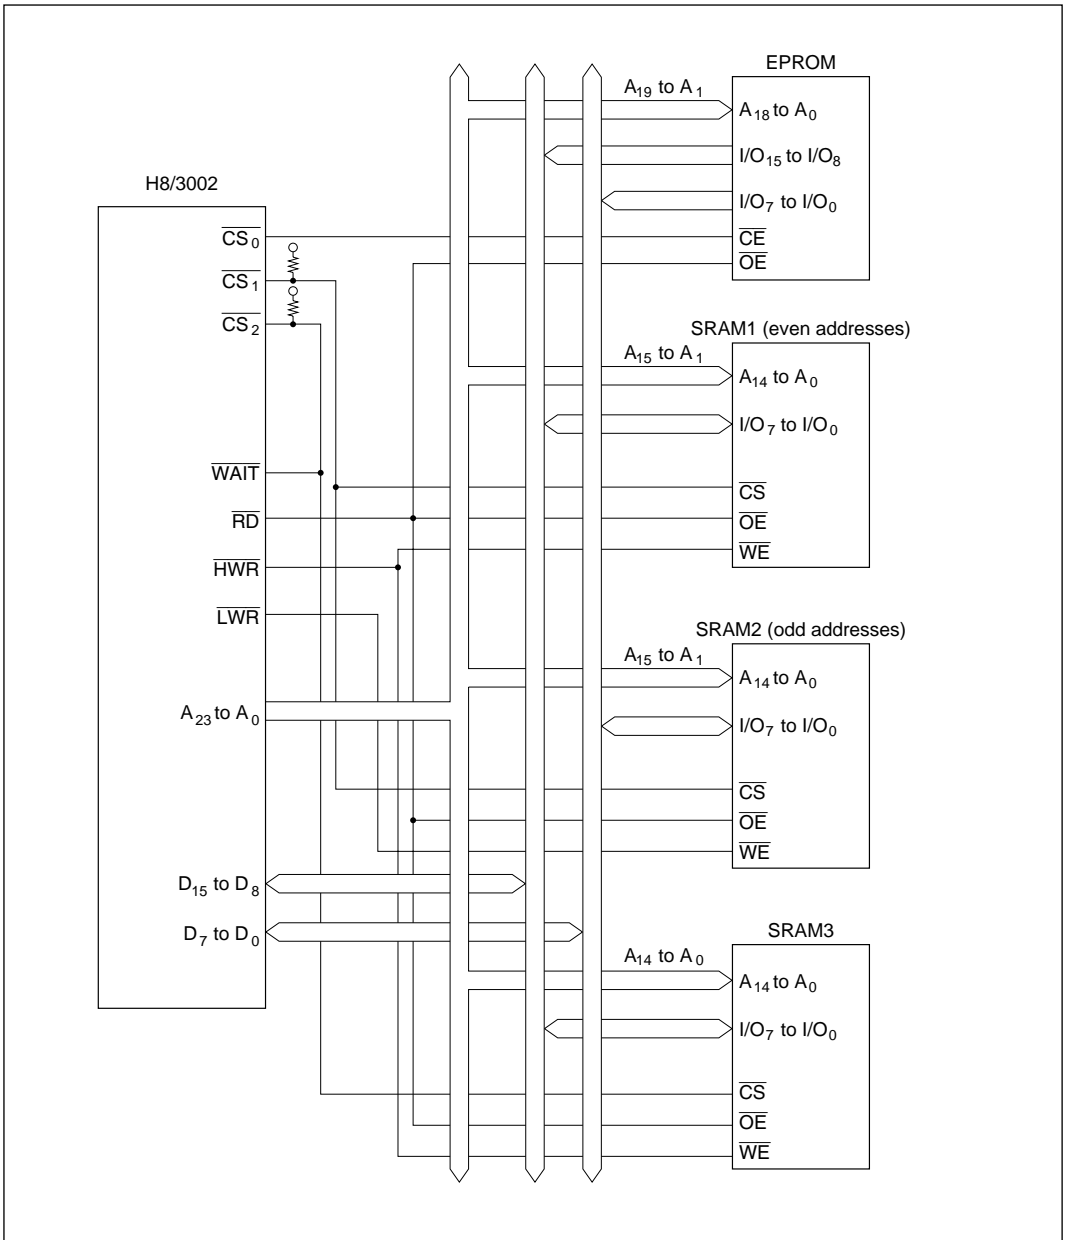 H8/3002
CS0
CS1
CS2
WAIT
RD
HWR
LWR
A23 to A0
D15 to D8
D7 to D0
EPROM
A19 to A1
A18 to A0
I/O15 to I/O8
I/O7 to I/O0
CE
OE
SRAM1 (even addresses)
A15 to A1
A14 to A0
I/O7 to I/O0
CS
OE
WE
SRAM2 (odd addresses)
A15 to A1
A14 to A0
I/O7 to I/O0
CS
OE
WE
SRAM3
A14 to A0
A14 to A0
I/O7 to I/O0
CS
OE
WE